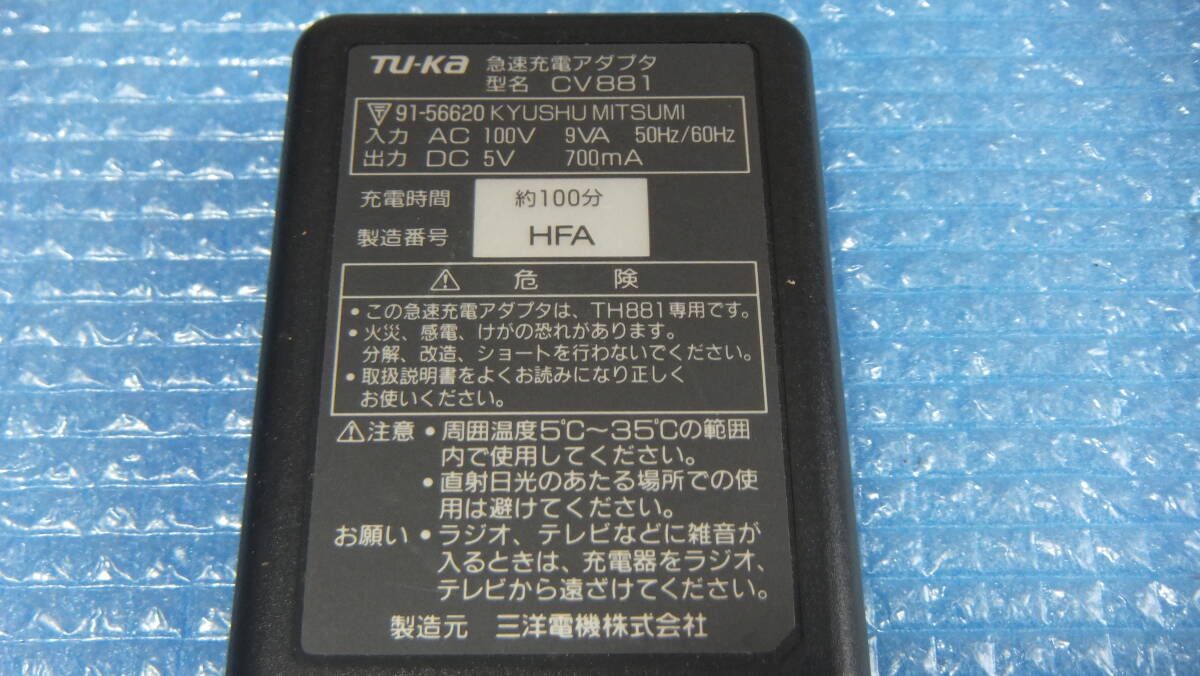 TU-Ka 急速充電アダプタ
型名 CV881
91-56620 KYUSHU MITSUMI
入力 AC 100V 9VA 50Hz/60Hz
出力 DC 5V 700mA
充電時間 約100分
製造番号 HFA
危険
・この急速充電アダプタは、TH881専用です。
・火災、感電、けがの恐れがあります。
分解、改造、ショートを行わないでください。
・取扱説明書をよくお読みになり正しく
お使いください。
注意 ・周囲温度5℃～35℃の範囲
内で使用してください。
・直射日光のあたる場所での使
用は避けてください。
お願い ・ラジオ、テレビなどに雑音が
入るときは、充電器をラジオ、
テレビから遠ざけてください。
製造元 三洋電機株式会社